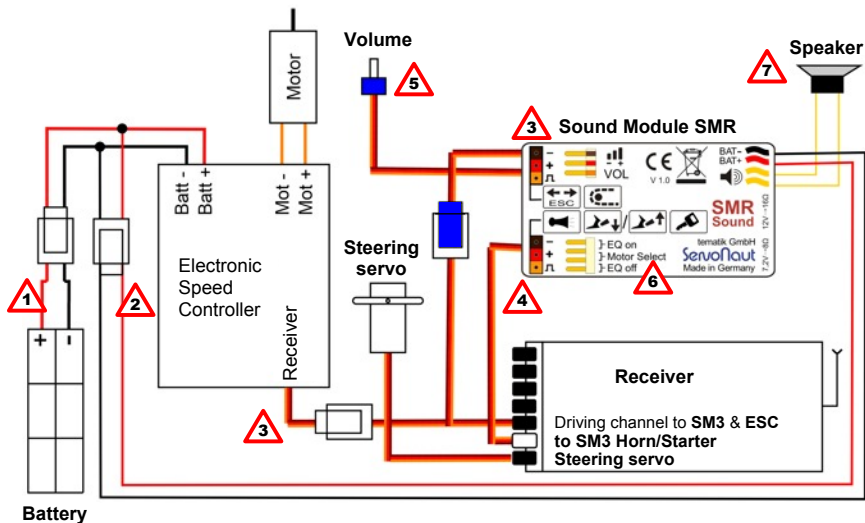 Volume
5
Speaker
7
Motor
3
Sound Module SMR
−
+
VOL
V 1.0
CE
BAT−
BAT+
ESC
SMR
Sound
12V→16Ω
7,2V→8Ω
−
+
EQ on
Motor Select
EQ off
tematik GmbH
ServoNaut
Made in Germany
6
4
Batt -
Batt +
Mot -
Mot +
Electronic
Speed
Controller
Receiver
Steering
servo
1
2
3
+
−
Receiver
Driving channel to SM3 & ESC
to SM3 Horn/Starter
Steering servo
Battery